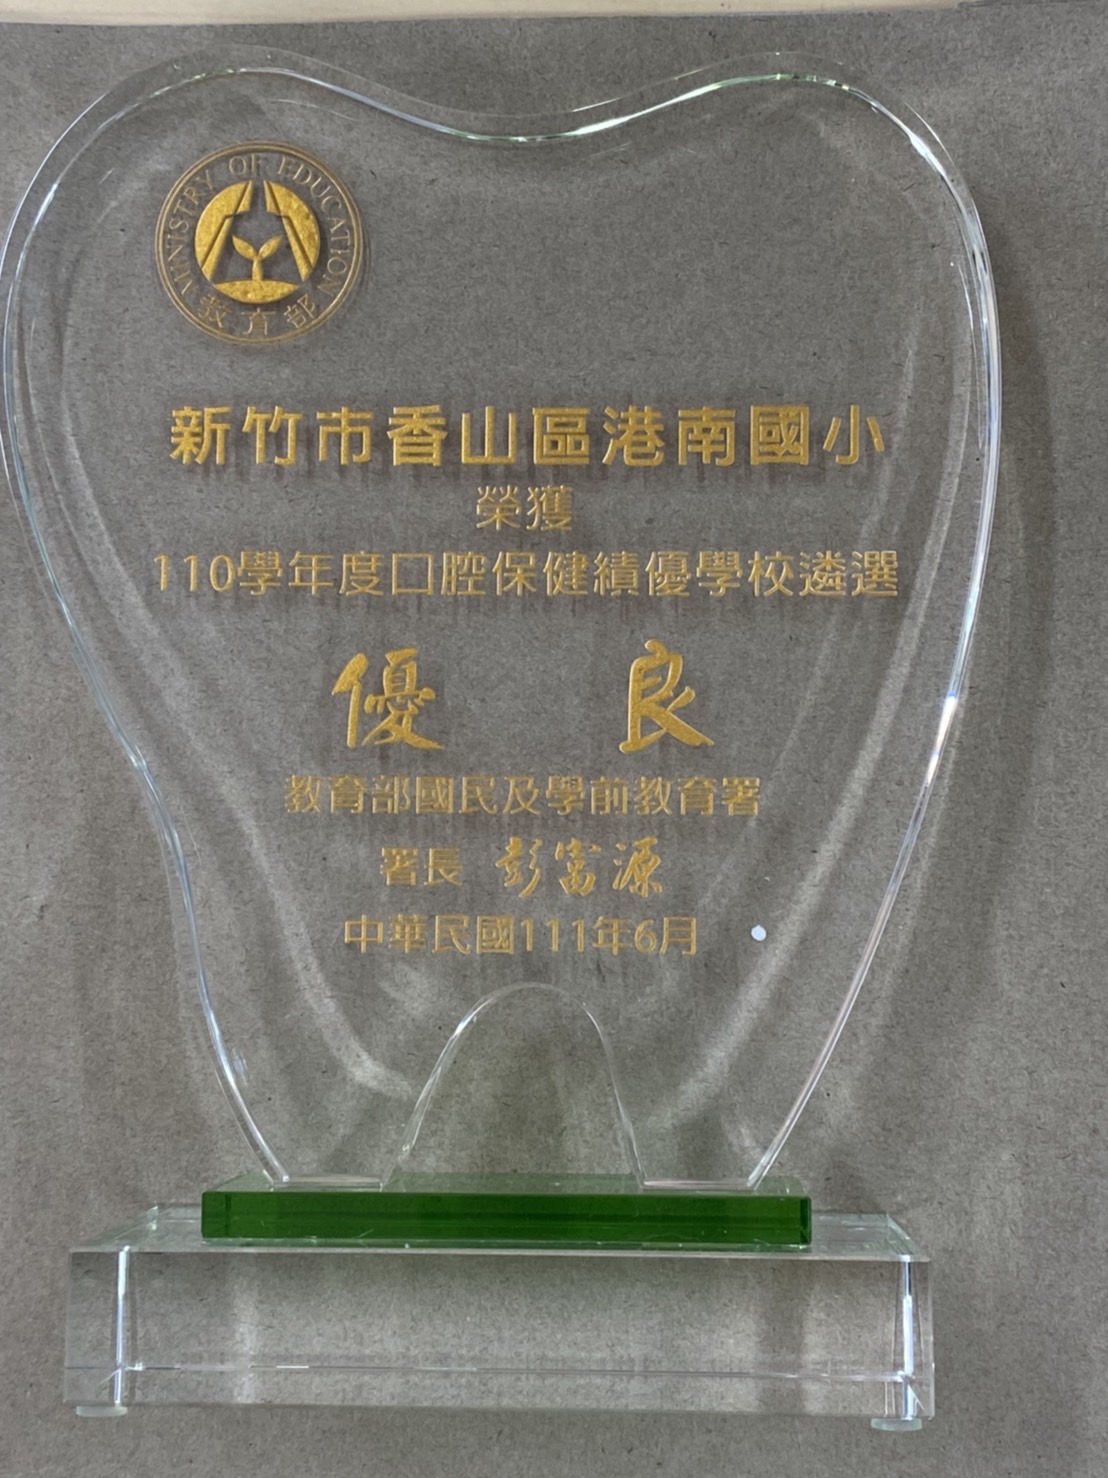 MINISTRY OF EDUCATION
教育部
新竹市香山區港南國小
榮獲
110學年度口腔保健績優學校遴選
優良
教育部國民及學前教育署
署長 彭富源
中華民國111年6月